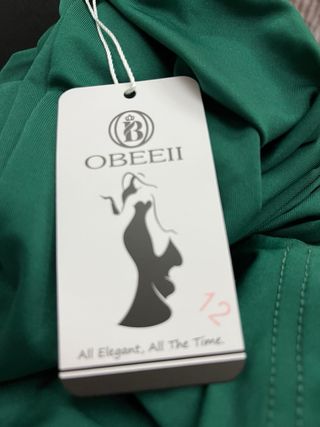 B
OBEEII
12
All Elegant, All The Time.